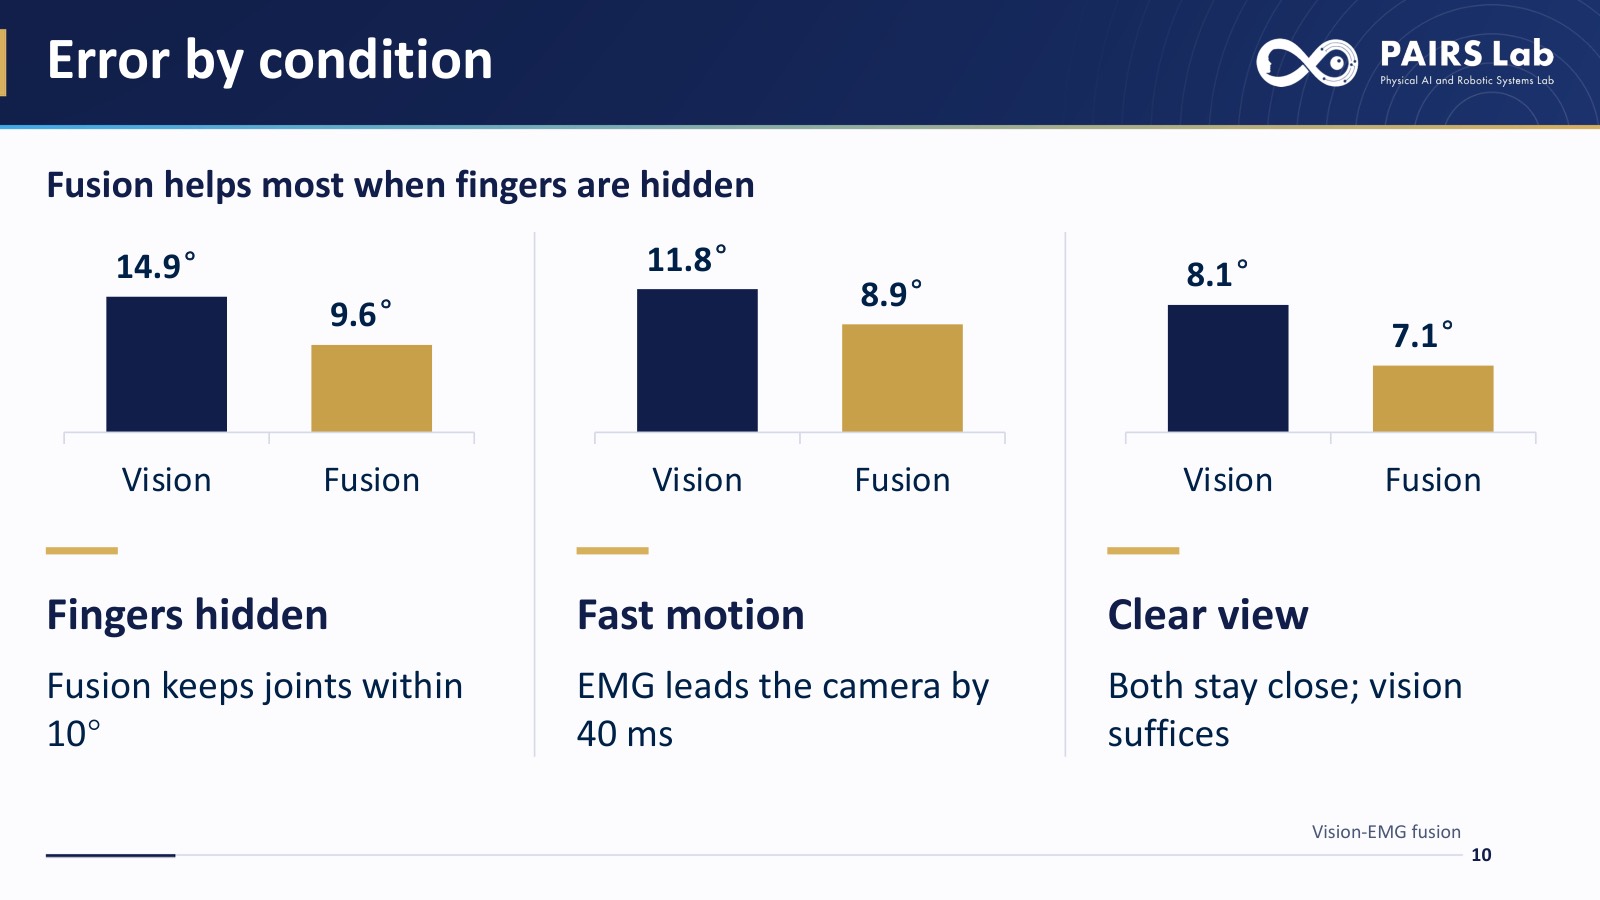 Error by condition
PAIRS Lab
Physical AI and Robotic Systems Lab
Fusion helps most when fingers are hidden
14.9°
9.6°
Vision
Fusion
Fingers hidden
Fusion keeps joints within
10°
11.8°
8.9°
Vision
Fusion
Fast motion
EMG leads the camera by
40 ms
8.1°
7.1°
Vision
Fusion
Clear view
Both stay close; vision
suffices
Vision-EMG fusion
10